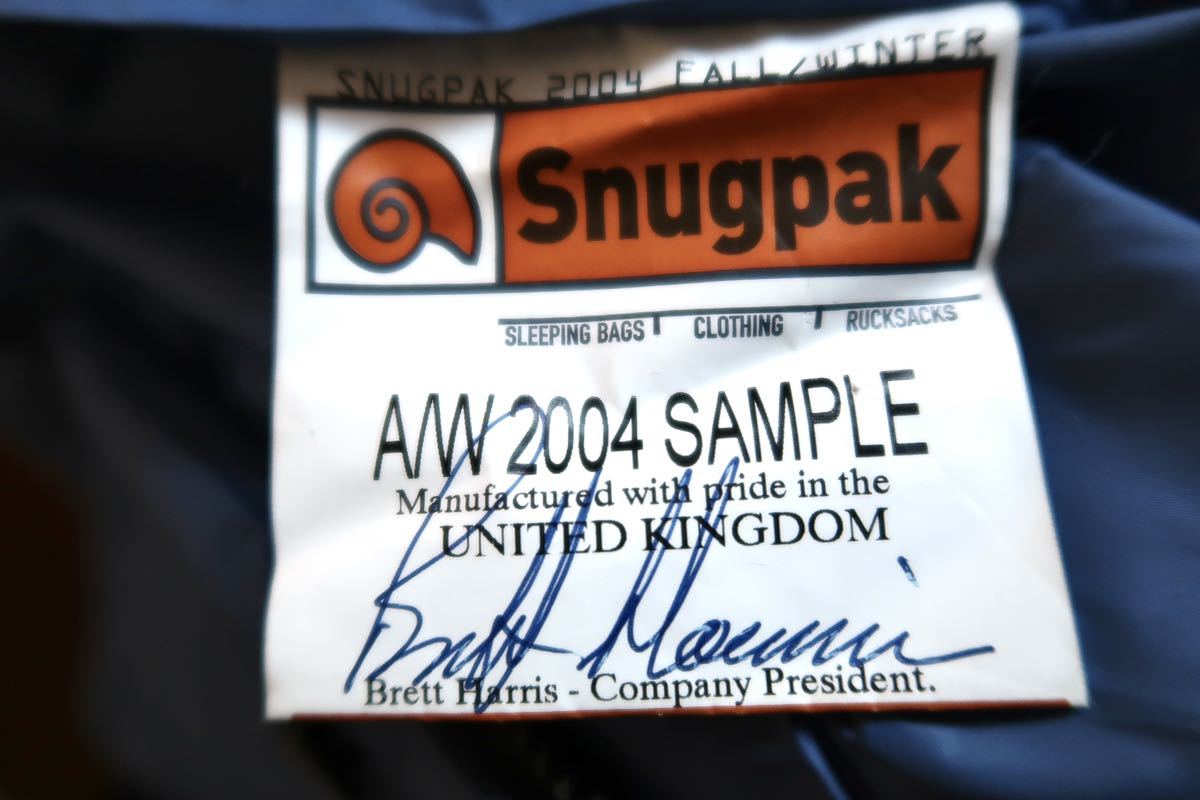 SNUGPAK 2004 FALL/WINTER
Snugpak
SLEEPING BAGS CLOTHING RUCKSACKS
A/W 2004 SAMPLE
Manufactured with pride in the
UNITED KINGDOM
Brett
Brett Harris - Company President.